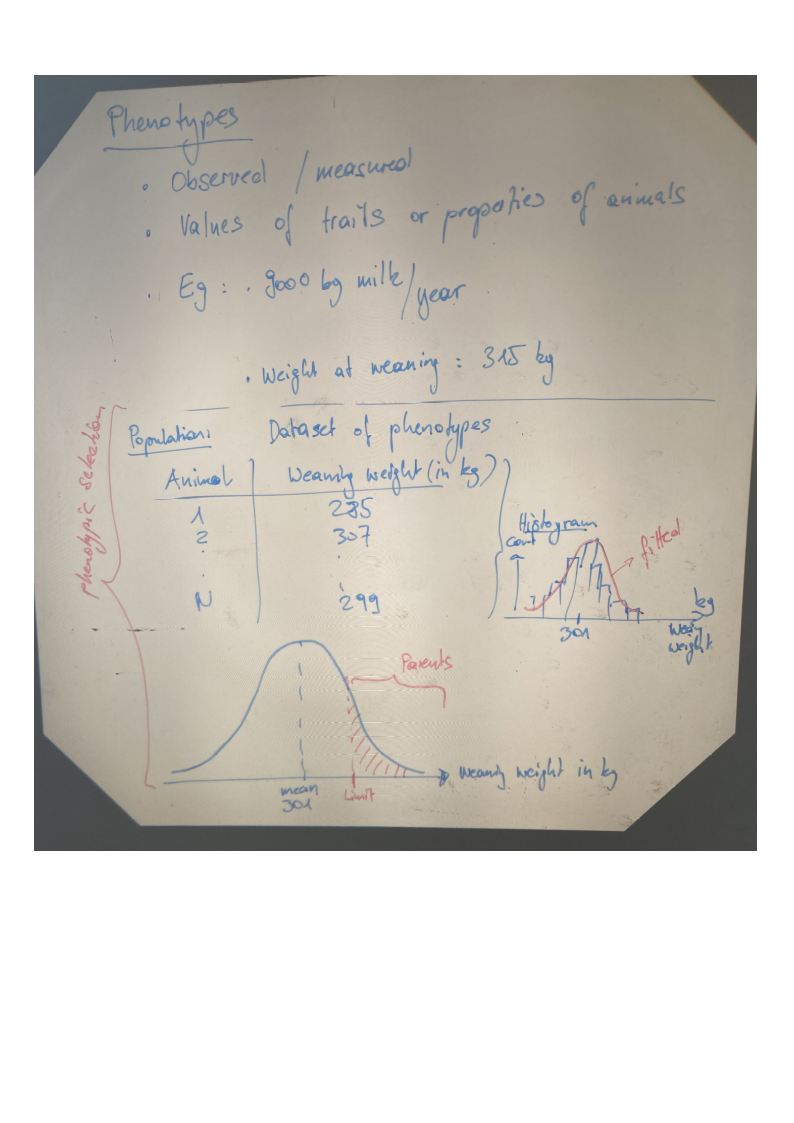 Phenotypes
• Observed / measured
• Values of traits or properties of animals
• Eg : • 9000 kg milk/year
• Weight at weaning : 315 kg
phenotypic selection
Population: Dataset of phenotypes
Animal Weaning weight (in kg)
1 285
2 307
. .
. .
N 299
Histogram
count
fitted
301
kg
weight
Parents
mean
301
Limit
Weaning weight in kg